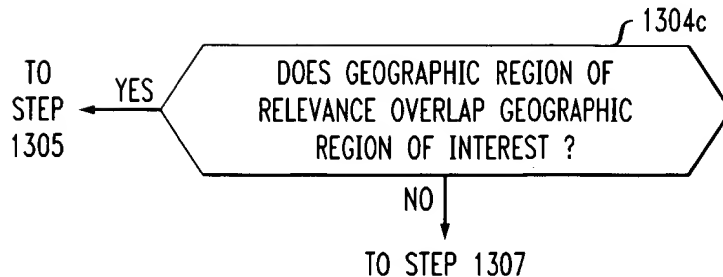 1304c
DOES GEOGRAPHIC REGION OF
RELEVANCE OVERLAP GEOGRAPHIC
REGION OF INTEREST ?
YES
TO
STEP
1305
NO
TO STEP 1307